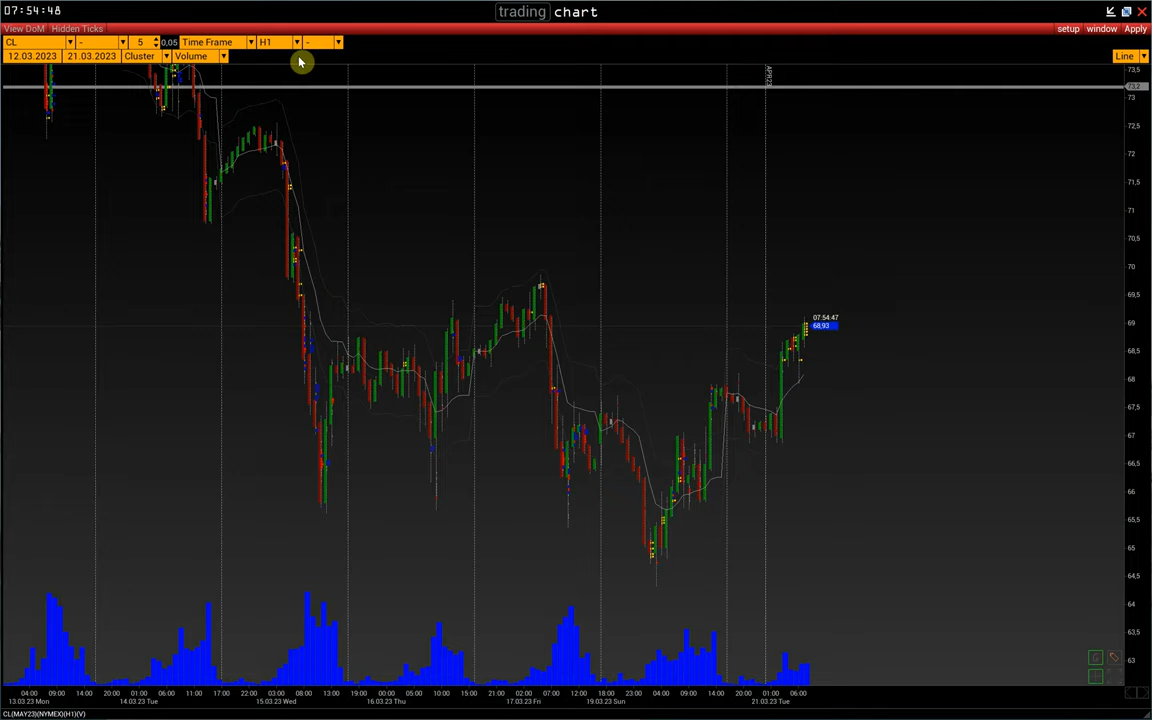 07:54:48
trading chart
View DoM Hidden Ticks
setup window Apply
CL - 5 0,05 Time Frame H1 -
12.03.2023 21.03.2023 Cluster Volume
Line
APR23
73,5
73,2
73
72,5
72
71,5
71
70,5
70
69,5
07:54:47
69
68,93
68,5
68
67,5
67
66,5
66
65,5
65
64,5
64
63,5
63
04:00 09:00 14:00 20:00 01:00 06:00 11:00 17:00 22:00 03:00 08:00 13:00 19:00 00:00 05:00 10:00 15:00 21:00 02:00 07:00 12:00 18:00 23:00 04:00 09:00 14:00 20:00 01:00 06:00
13.03.23 Mon 14.03.23 Tue 15.03.23 Wed 16.03.23 Thu 17.03.23 Fri 19.03.23 Sun 21.03.23 Tue
CL(MAY23)(NYMEX)(H1)(V)